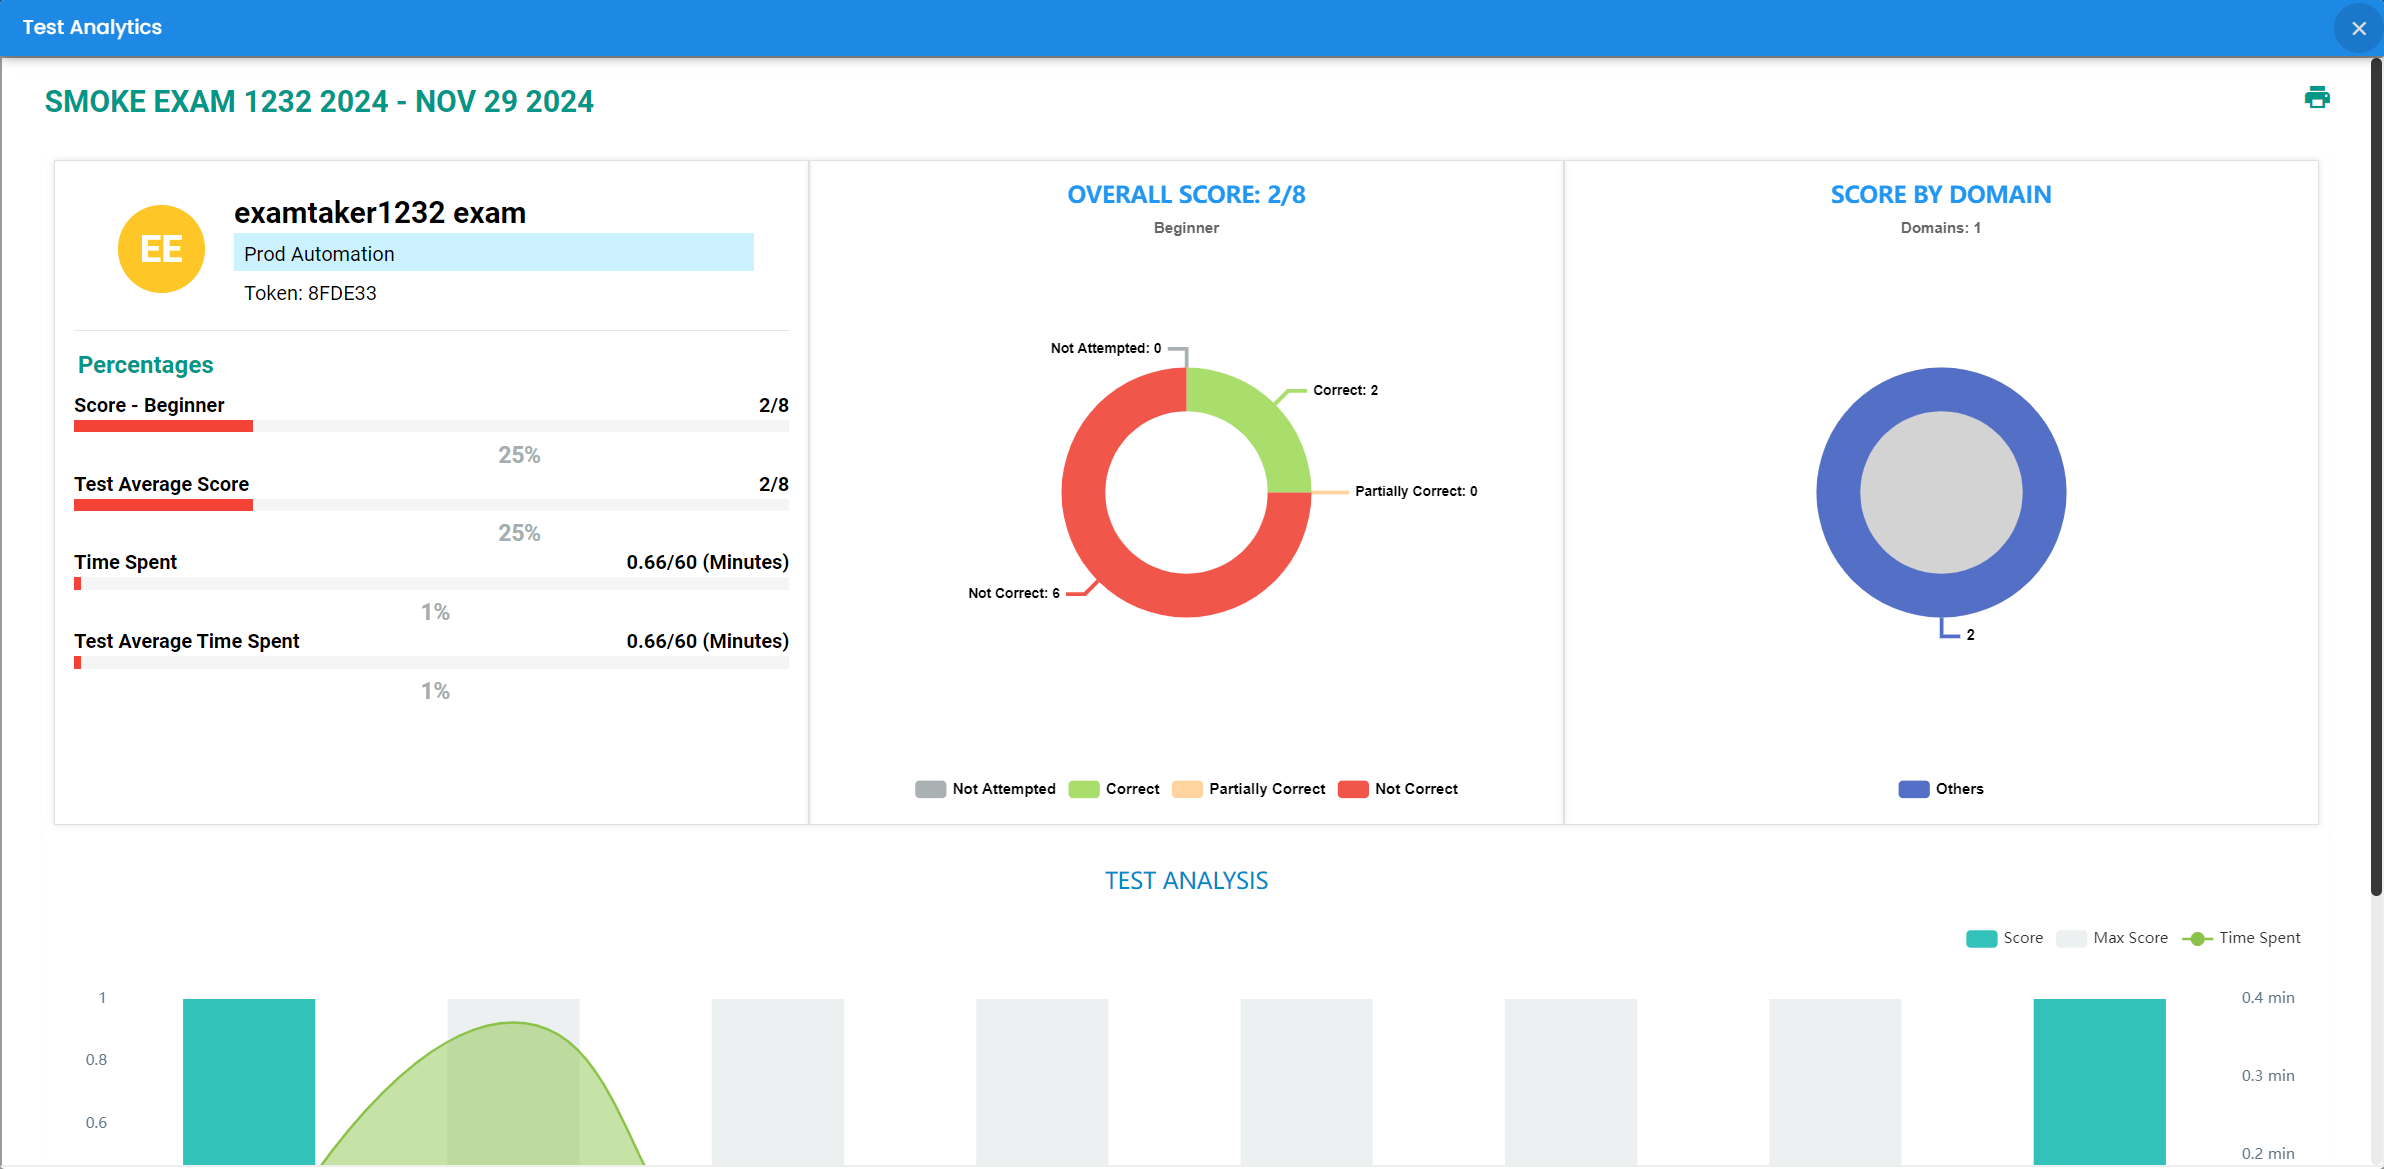 Test Analytics
SMOKE EXAM 1232 2024 - NOV 29 2024
EE
examtaker1232 exam
Prod Automation
Token: 8FDE33
Percentages
Score - Beginner 2/8
25%
Test Average Score 2/8
25%
Time Spent 0.66/60 (Minutes)
1%
Test Average Time Spent 0.66/60 (Minutes)
1%
OVERALL SCORE: 2/8
Beginner
Not Attempted: 0
Correct: 2
Partially Correct: 0
Not Correct: 6
Not Attempted Correct Partially Correct Not Correct
SCORE BY DOMAIN
Domains: 1
2
Others
TEST ANALYSIS
Score Max Score Time Spent
1
0.8
0.6
0.4 min
0.3 min
0.2 min